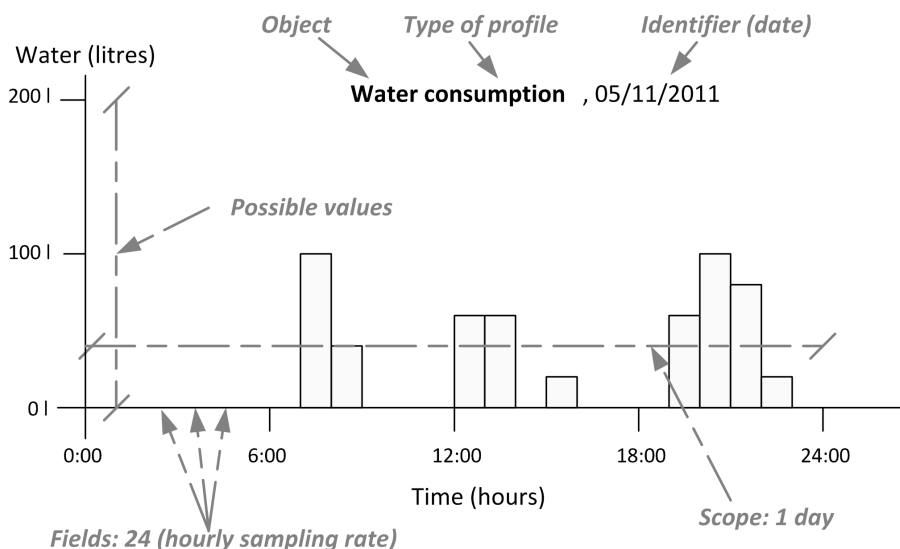 Object Type of profile Identifier (date)
Water (litres)
Water consumption , 05/11/2011
200 l
Possible values
100 l
0 l
0:00 6:00 12:00 18:00 24:00
Time (hours)
Scope: 1 day
Fields: 24 (hourly sampling rate)